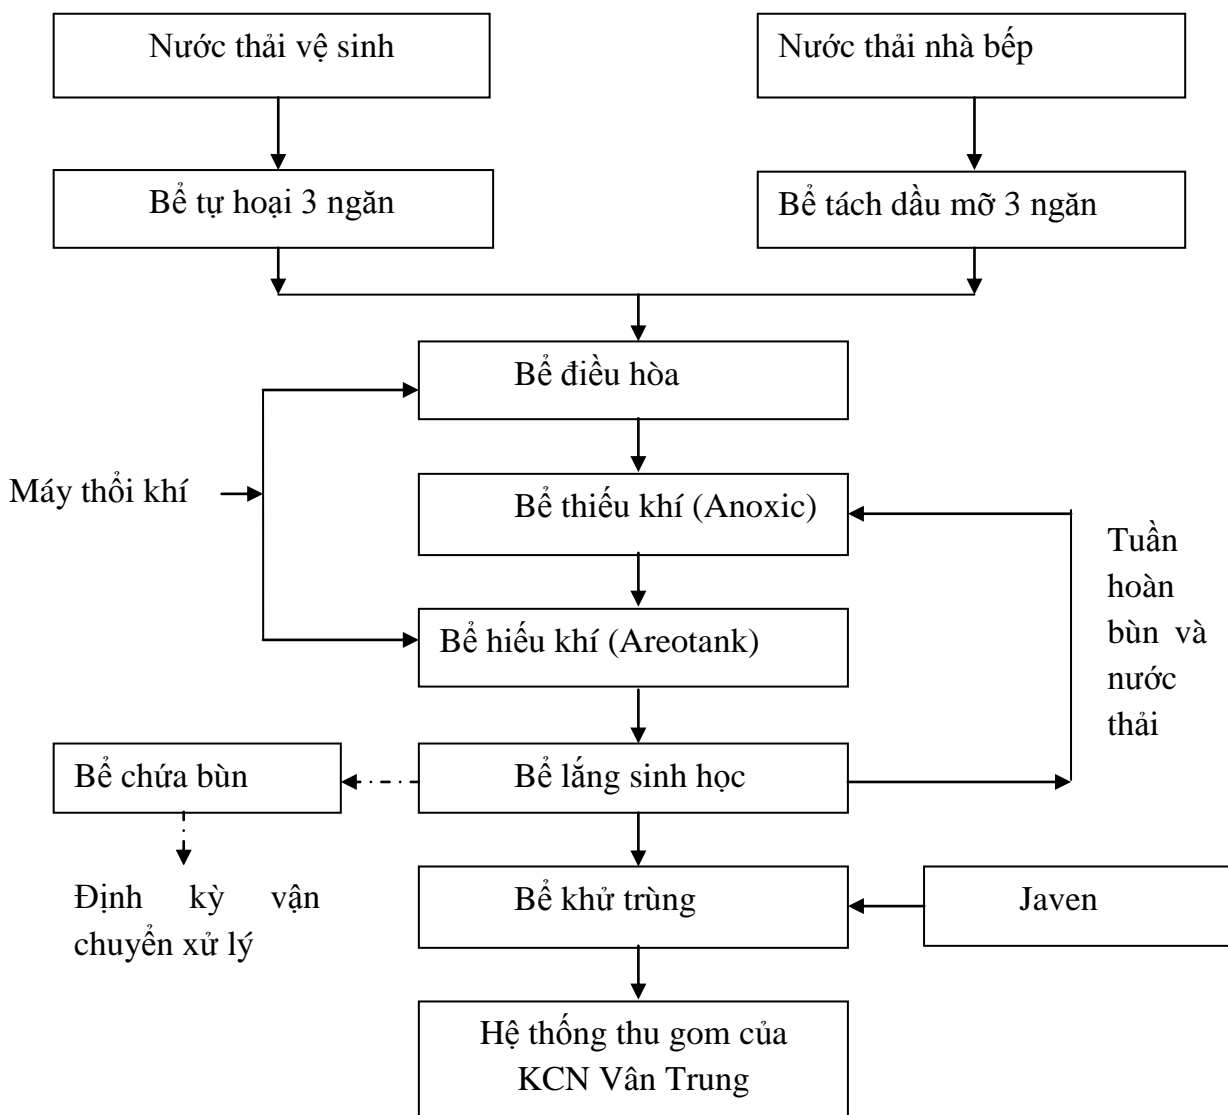 Nước thải vệ sinh
Nước thải nhà bếp
Bể tự hoại 3 ngăn
Bể tách dầu mỡ 3 ngăn
Bể điều hòa
Máy thổi khí
Bể thiếu khí (Anoxic)
Tuần
hoàn
bùn và
nước
thải
Bể hiếu khí (Areotank)
Bể chứa bùn
Bể lắng sinh học
Định kỳ vận
chuyển xử lý
Bể khử trùng
Javen
Hệ thống thu gom của
KCN Vân Trung